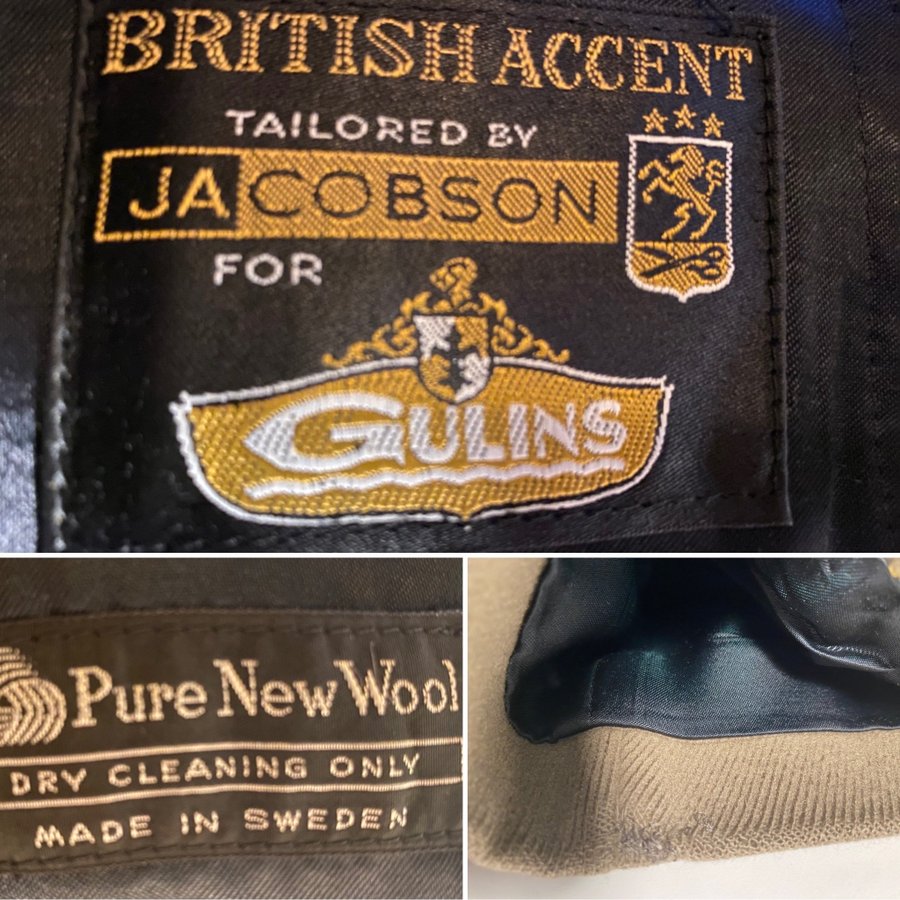 BRITISH ACCENT
TAILORED BY
JACOBSON
FOR
GULINS
Pure New Wool
DRY CLEANING ONLY
MADE IN SWEDEN